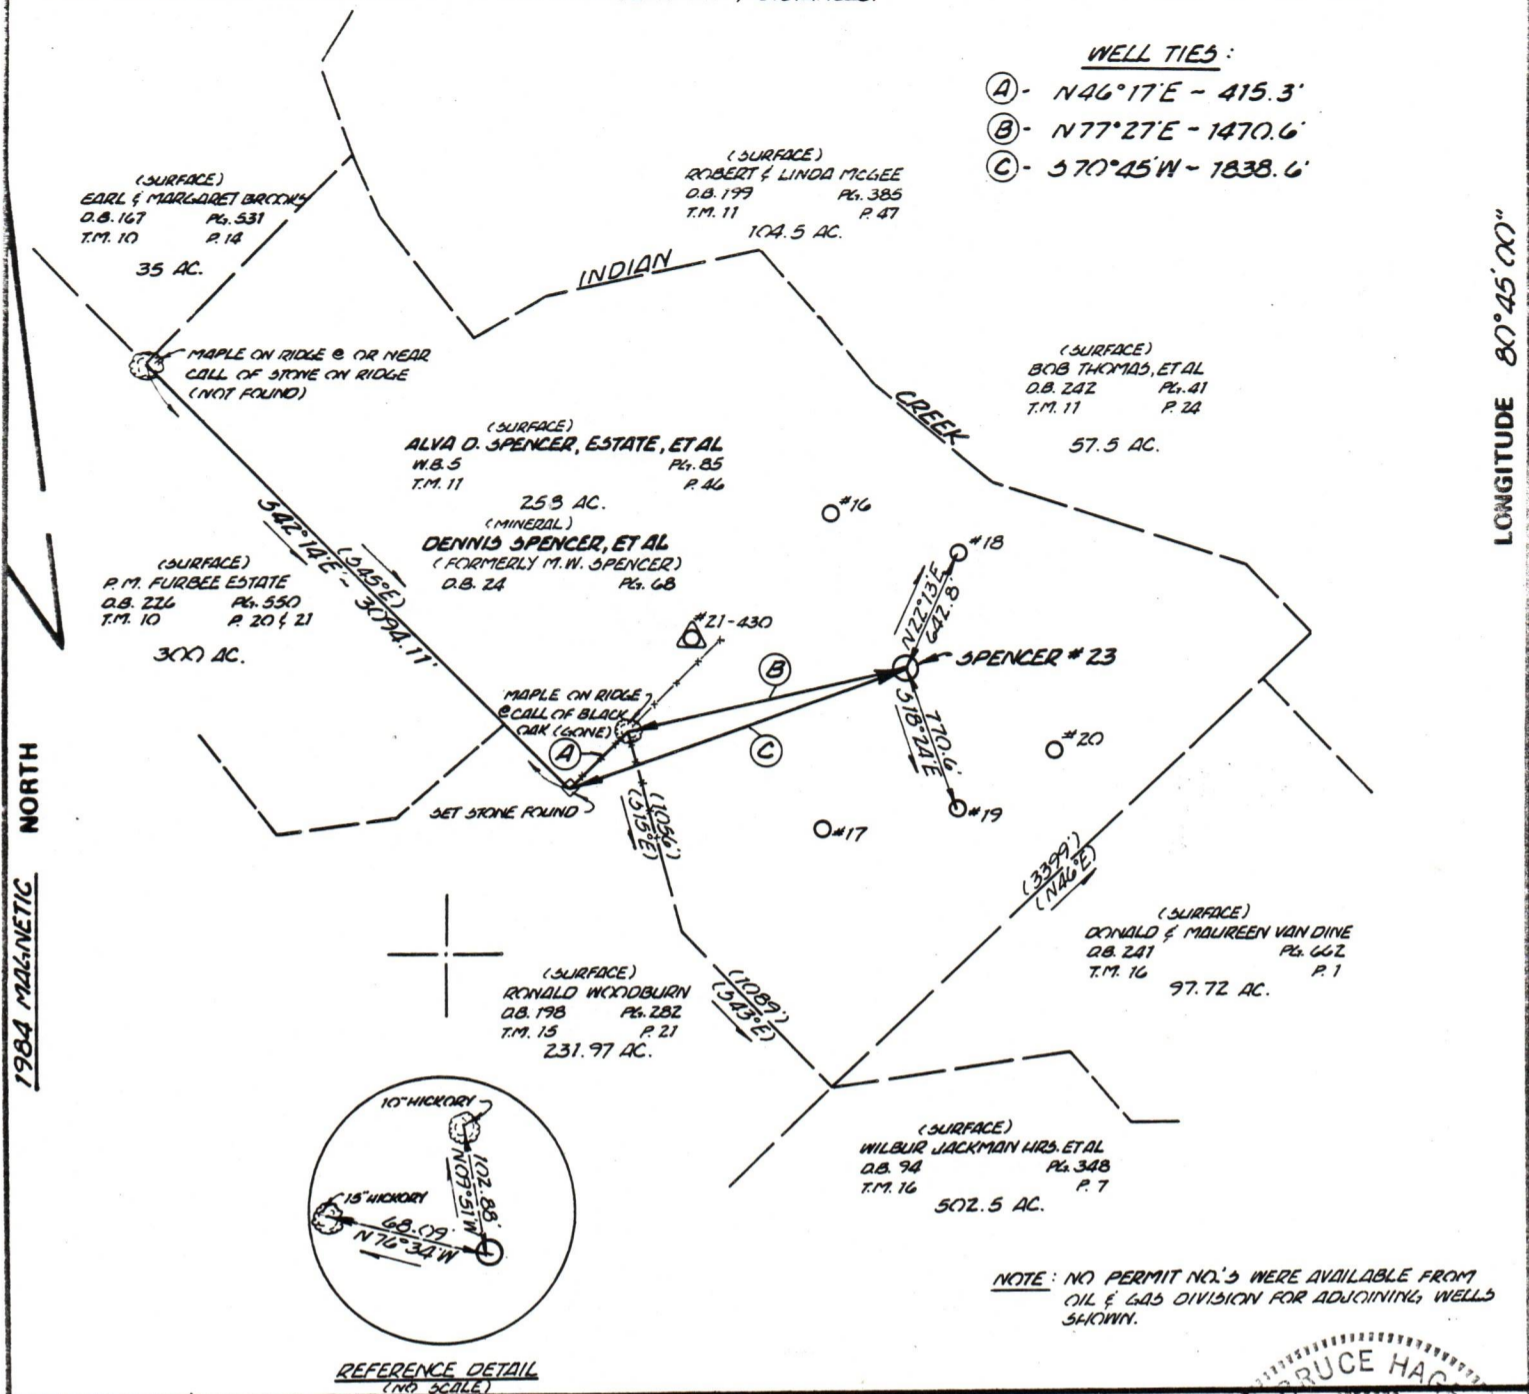 WELL TIES :
(A)- N46°17'E ~ 415.3'
(B)- N77°27'E ~ 1470.6'
(C)- S70°45'W ~ 1838.6'
(SURFACE)
EARL & MARGARET BROOKS
D.B. 167 PG. 531
T.M. 10 P. 14
35 AC.
(SURFACE)
ROBERT & LINDA MCGEE
D.B. 199 PG. 385
T.M. 11 P. 47
104.5 AC.
INDIAN
CREEK
LONGITUDE 80°45'00"
MAPLE ON RIDGE @ OR NEAR
CALL OF STONE ON RIDGE
(NOT FOUND)
(SURFACE)
BOB THOMAS, ET AL
D.B. 242 PG. 41
T.M. 11 P. 24
57.5 AC.
(SURFACE)
ALVA D. SPENCER, ESTATE, ET AL
W.B. 5 PG. 85
T.M. 11 P. 46
258 AC.
(MINERAL)
DENNIS SPENCER, ET AL
(FORMERLY M.W. SPENCER)
D.B. 24 PG. 68
#16
#18
(S45°E)
S42°14'E ~ 3094.11'
(SURFACE)
P.M. FURBEE ESTATE
D.B. 226 PG. 550
T.M. 10 P. 20 & 21
300 AC.
#21-430
N22°13'E
642.8'
SPENCER #23
B
MAPLE ON RIDGE
@ CALL OF BLACK
OAK (GONE)
A
C
770.6'
S18°24'E
#20
SET STONE FOUND
#17
#19
(1056')
(S15°E)
(3399')
(N46°E)
1984 MAGNETIC NORTH
(SURFACE)
DONALD & MAUREEN VAN DINE
D.B. 241 PG. 662
T.M. 16 P. 1
97.72 AC.
(SURFACE)
RONALD WOODBURN
D.B. 198 PG. 282
T.M. 15 P. 21
231.97 AC.
(1089')
(S43°E)
(SURFACE)
WILBUR JACKMAN HRS. ET AL
D.B. 94 PG. 348
T.M. 16 P. 7
502.5 AC.
10" HICKORY
102.88'
N09°51'W
15" HICKORY
68.09'
N76°34'W
REFERENCE DETAIL
(NO SCALE)
NOTE : NO PERMIT NO.'S WERE AVAILABLE FROM
OIL & GAS DIVISION FOR ADJOINING WELLS
SHOWN.
BRUCE HAG